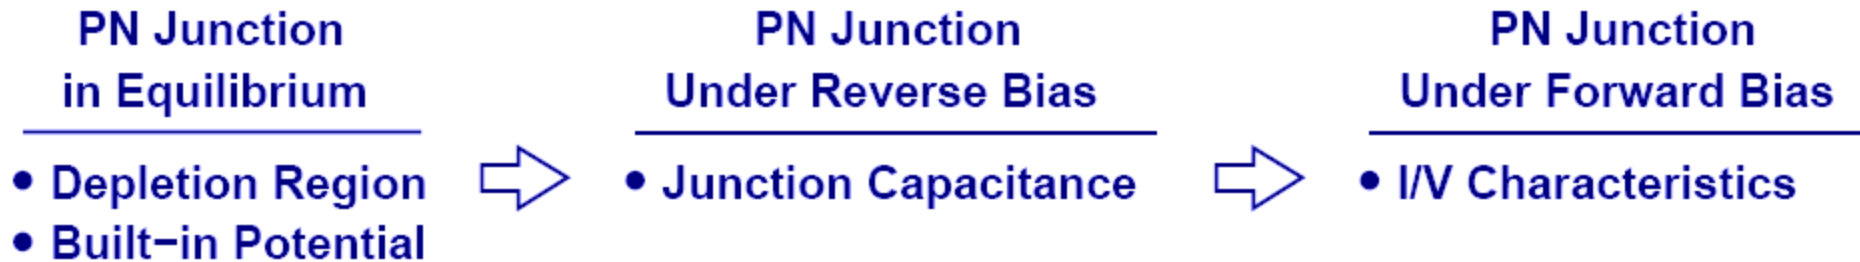 PN Junction
in Equilibrium
• Depletion Region
• Built−in Potential
PN Junction
Under Reverse Bias
• Junction Capacitance
PN Junction
Under Forward Bias
• I/V Characteristics